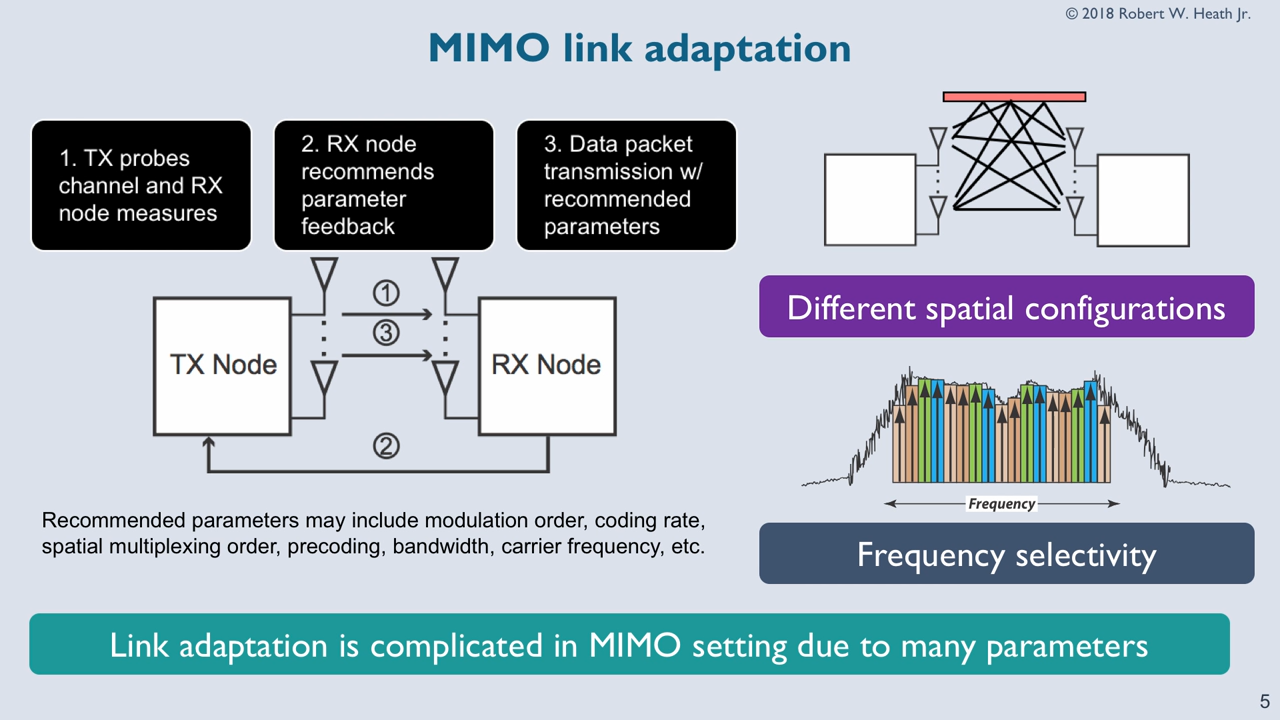 © 2018 Robert W. Heath Jr.
MIMO link adaptation
1. TX probes
channel and RX
node measures
2. RX node
recommends
parameter
feedback
3. Data packet
transmission w/
recommended
parameters
①
③
TX Node
RX Node
②
Recommended parameters may include modulation order, coding rate,
spatial multiplexing order, precoding, bandwidth, carrier frequency, etc.
Different spatial configurations
Frequency
Frequency selectivity
Link adaptation is complicated in MIMO setting due to many parameters
5